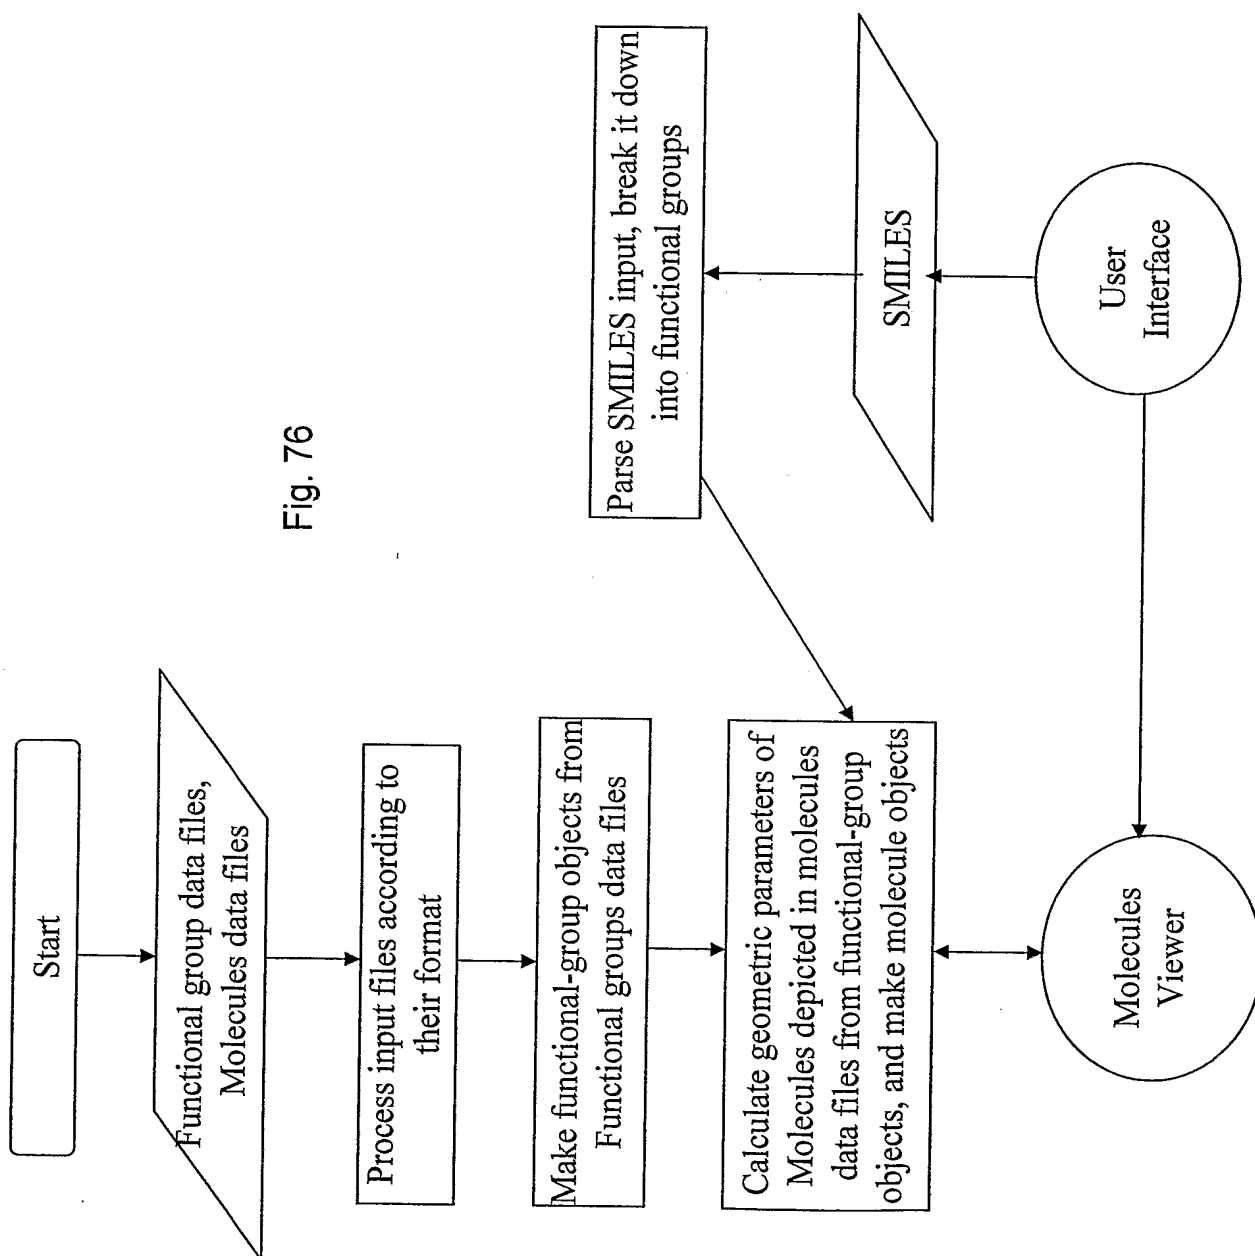 Start
Functional group data files,
Molecules data files
Process input files according to
their format
Make functional-group objects from
Functional groups data files
Calculate geometric parameters of
Molecules depicted in molecules
data files from functional-group
objects, and make molecule objects
Molecules
Viewer
Fig. 76
Parse SMILES input, break it down
into functional groups
SMILES
User
Interface